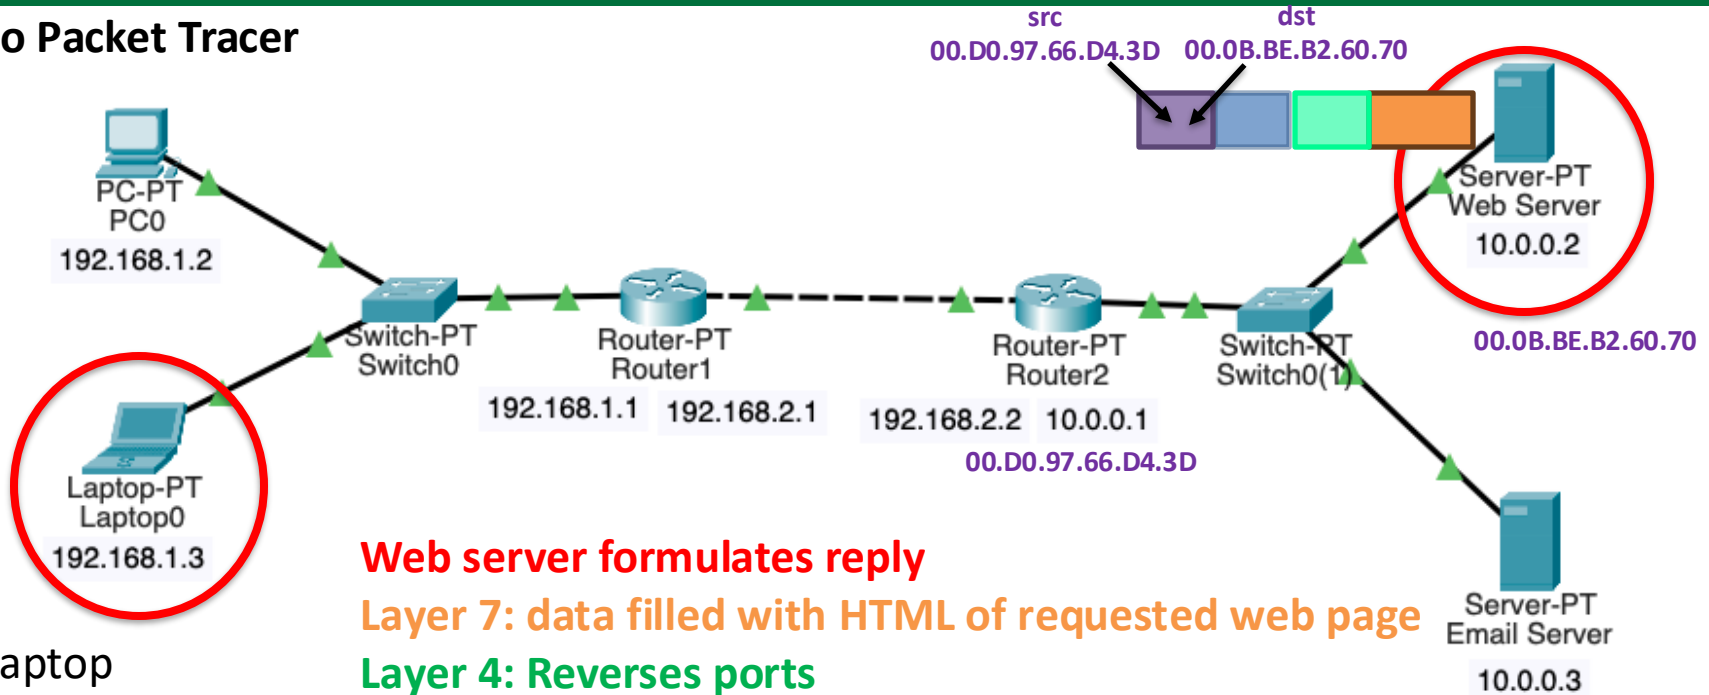 o Packet Tracer
src
dst
00.D0.97.66.D4.3D
00.0B.BE.B2.60.70
PC-PT
PC0
192.168.1.2
Server-PT
Web Server
10.0.0.2
00.0B.BE.B2.60.70
Switch-PT
Switch0
Router-PT
Router1
192.168.1.1
192.168.2.1
Router-PT
Router2
192.168.2.2
10.0.0.1
00.D0.97.66.D4.3D
Switch-PT
Switch0(1)
Laptop-PT
Laptop0
192.168.1.3
Web server formulates reply
Layer 7: data filled with HTML of requested web page
Layer 4: Reverses ports
Server-PT
Email Server
10.0.0.3
aptop